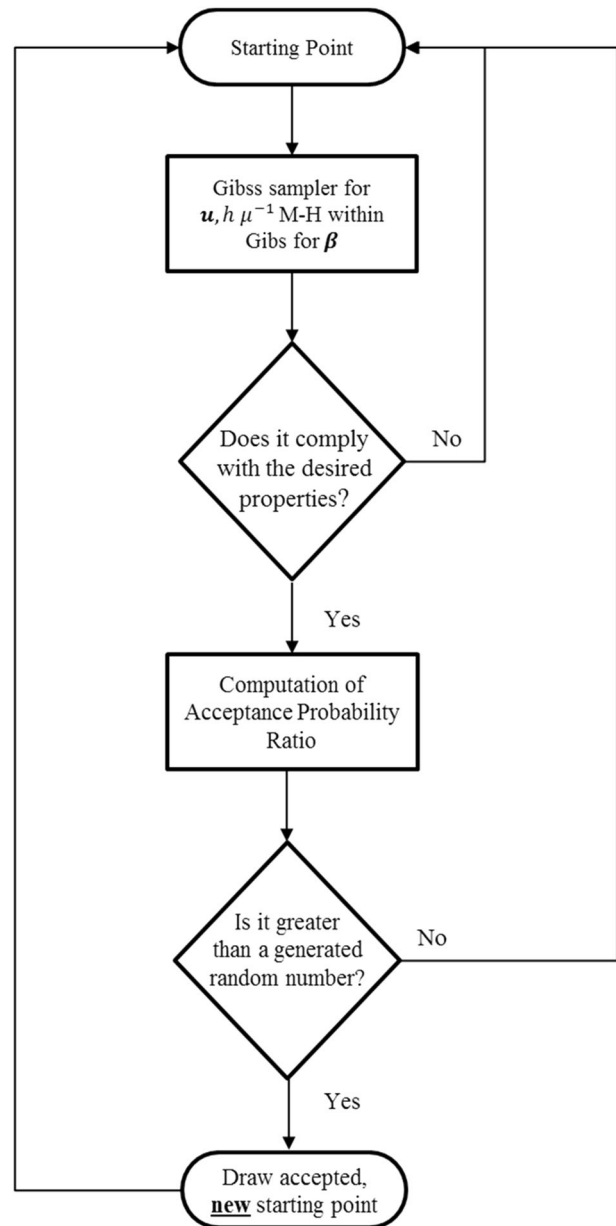 Starting Point
Gibss sampler for
u, h μ⁻¹ M-H within
Gibs for β
Does it comply
with the desired
properties?
No
Yes
Computation of
Acceptance Probability
Ratio
Is it greater
than a generated
random number?
No
Yes
Draw accepted,
new starting point